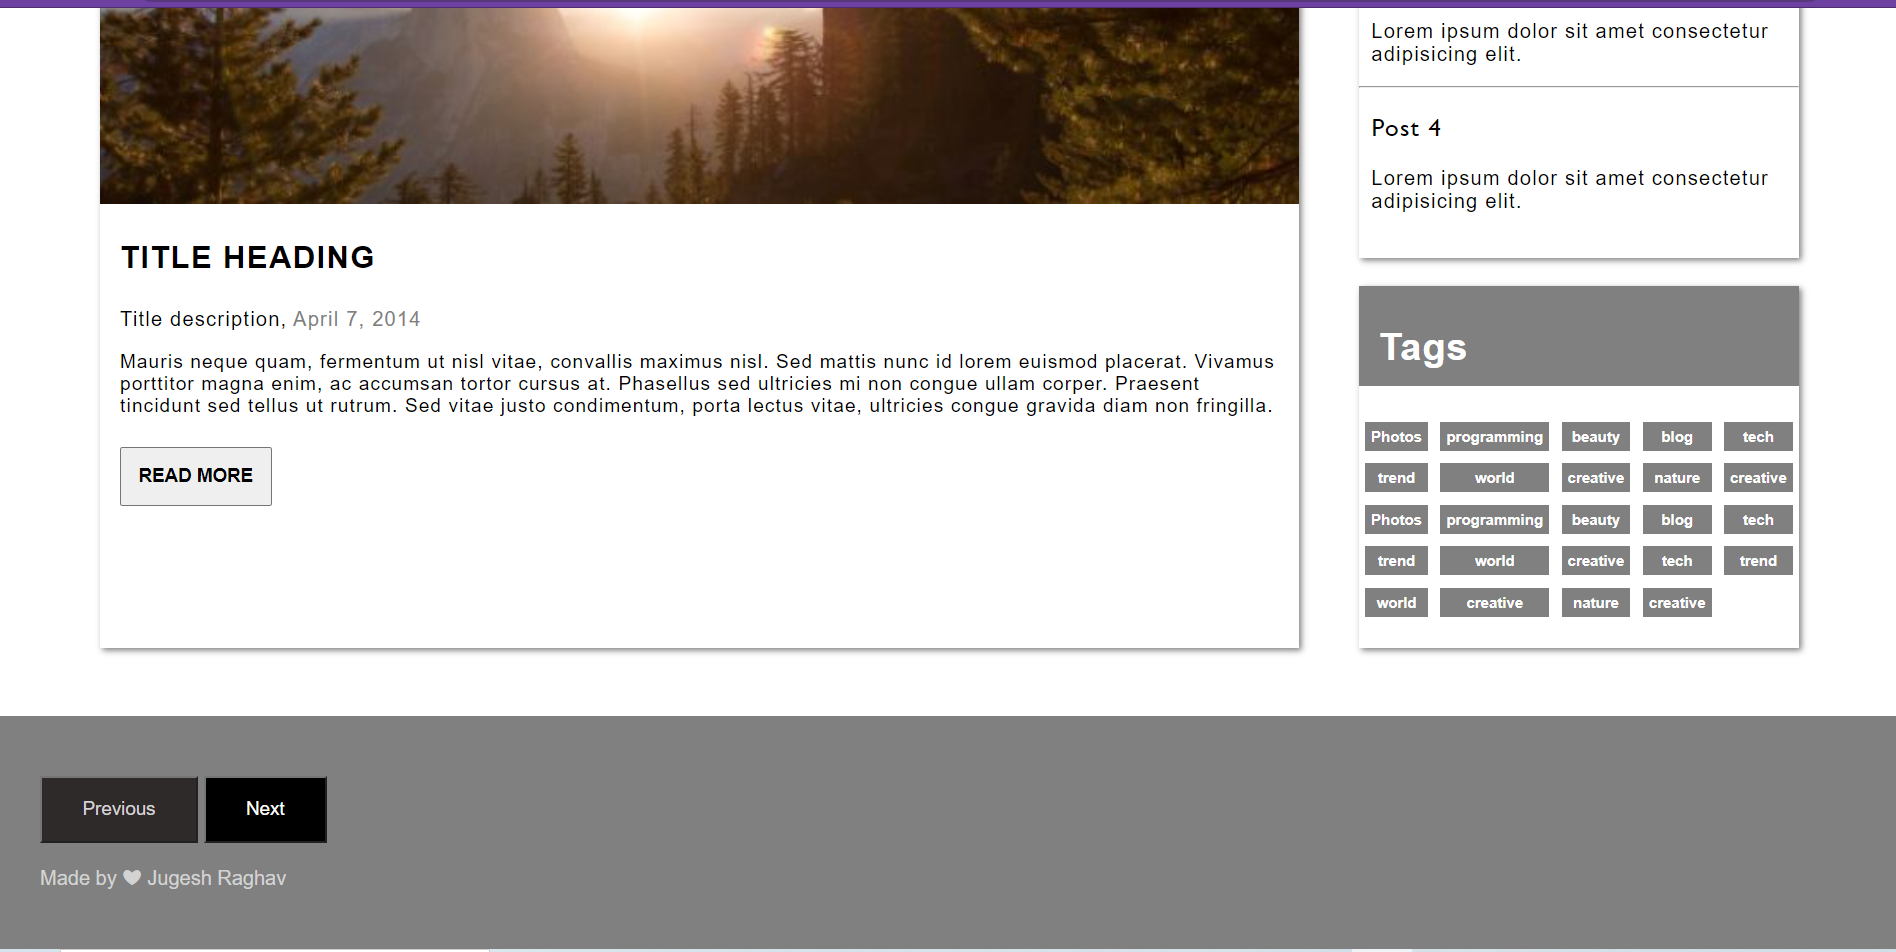 TITLE HEADING
Title description, April 7, 2014
Mauris neque quam, fermentum ut nisl vitae, convallis maximus nisl. Sed mattis nunc id lorem euismod placerat. Vivamus
porttitor magna enim, ac accumsan tortor cursus at. Phasellus sed ultricies mi non congue ullam corper. Praesent
tincidunt sed tellus ut rutrum. Sed vitae justo condimentum, porta lectus vitae, ultricies congue gravida diam non fringilla.
READ MORE
Lorem ipsum dolor sit amet consectetur
adipisicing elit.
Post 4
Lorem ipsum dolor sit amet consectetur
adipisicing elit.
Tags
Photos programming beauty blog tech
trend world creative nature creative
Photos programming beauty blog tech
trend world creative tech trend
world creative nature creative
Previous Next
Made by ♥ Jugesh Raghav